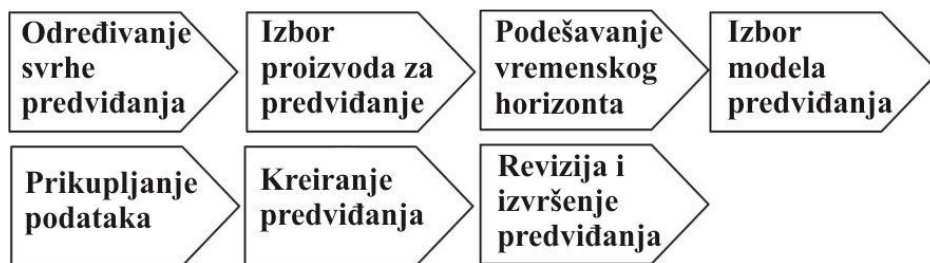 Određivanje
svrhe
predviđanja
Izbor
proizvoda za
predviđanje
Podešavanje
vremenskog
horizonta
Izbor
modela
predviđanja
Prikupljanje
podataka
Kreiranje
predviđanja
Revizija i
izvršenje
predviđanja